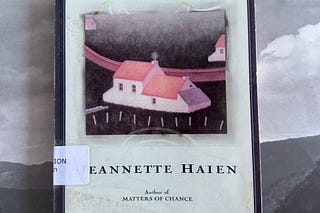 EANNETTE HAIEN
Author of
MATTERS OF CHANCE
ION
n